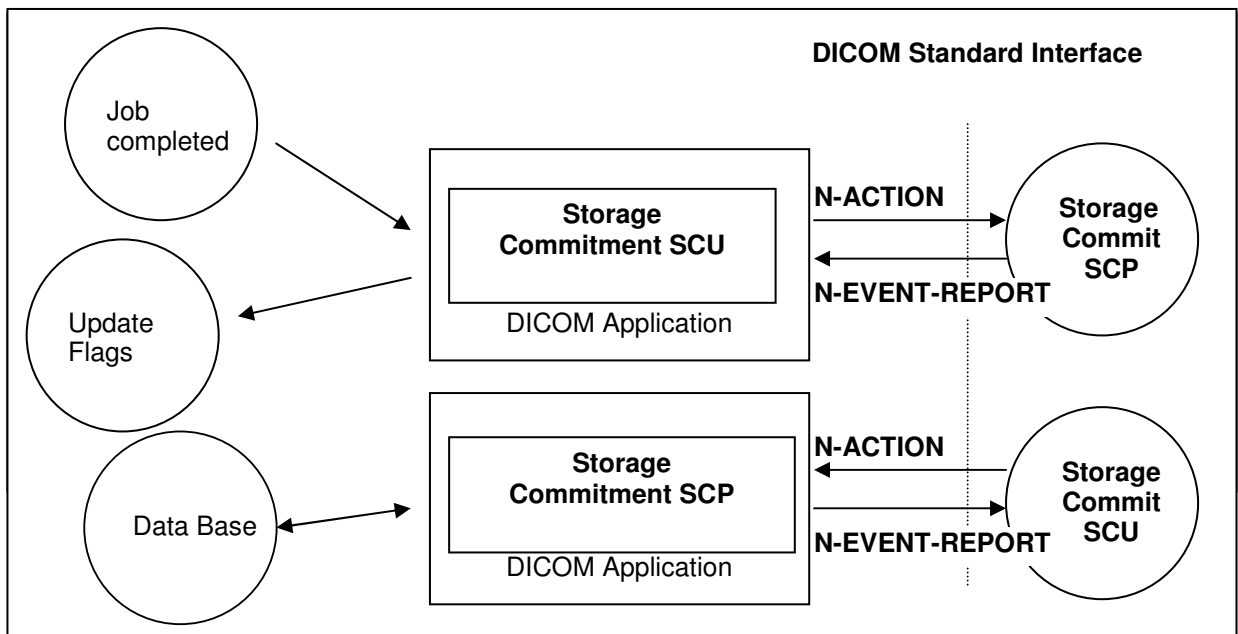 DICOM Standard Interface
Job
completed
Storage
Commitment SCU
DICOM Application
N-ACTION
N-EVENT-REPORT
Storage
Commit
SCP
Update
Flags
Data Base
Storage
Commitment SCP
DICOM Application
N-ACTION
N-EVENT-REPORT
Storage
Commit
SCU